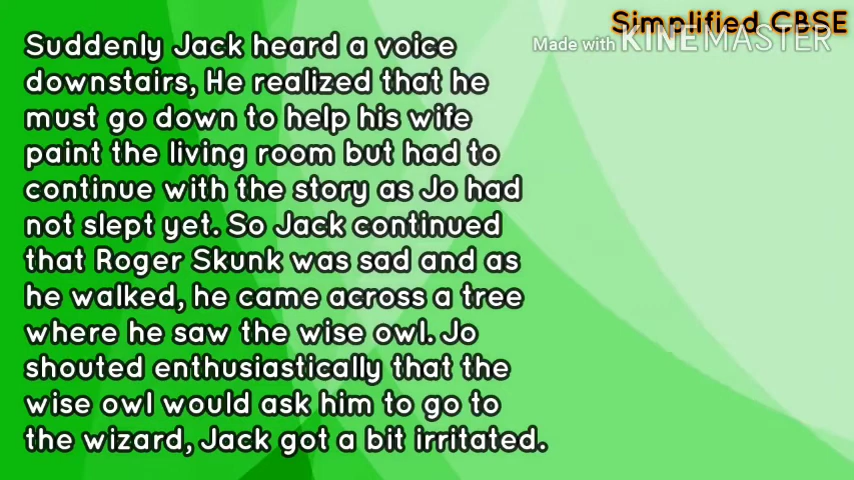 Simplified CBSE
Made with KINEMASTER
Suddenly Jack heard a voice
downstairs, He realized that he
must go down to help his wife
paint the living room but had to
continue with the story as Jo had
not slept yet. So Jack continued
that Roger Skunk was sad and as
he walked, he came across a tree
where he saw the wise owl. Jo
shouted enthusiastically that the
wise owl would ask him to go to
the wizard, Jack got a bit irritated.